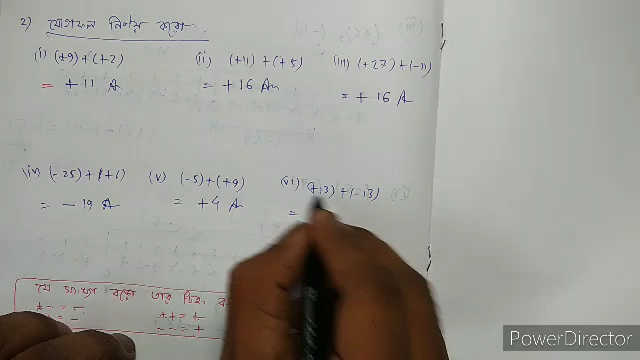 2) যোগফল নির্ণয় করো :-
(i) (+9)+(+2) (ii) (+11)+(+5) (iii) (+27)+(-11)
= +11 A = +16 Am = +16 A
(iv) (-25)+(+6) (v) (-5)+(+9) (vi) (+13)+(-13)
= -19 A = +4 A =
যে সংখ্যা বড়ো তার চিহ্ন
+ - = - + + = +
= - - - = +
PowerDirector